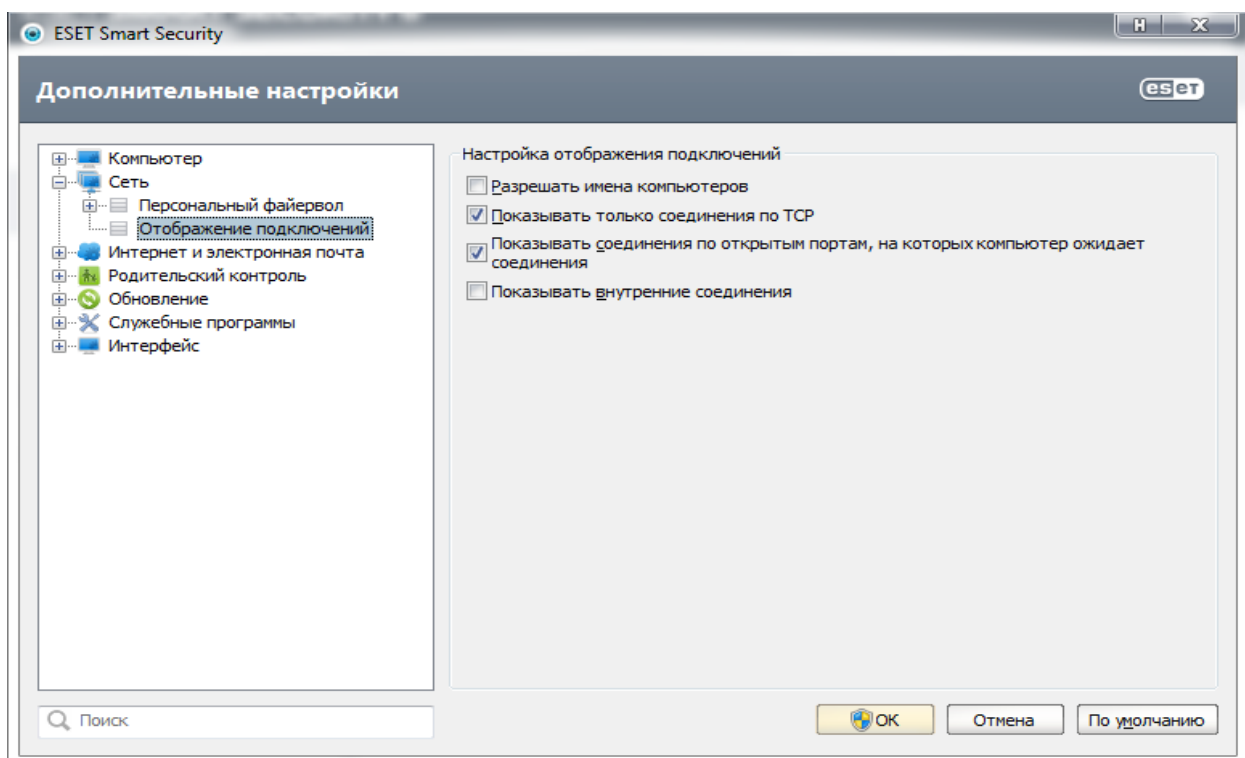 ESET Smart Security
H X
Дополнительные настройки
eset
Компьютер
Сеть
Персональный файервол
Отображение подключений
Интернет и электронная почта
Родительский контроль
Обновление
Служебные программы
Интерфейс
Настройка отображения подключений
Разрешать имена компьютеров
Показывать только соединения по TCP
Показывать соединения по открытым портам, на которых компьютер ожидает
соединения
Показывать внутренние соединения
Поиск
ОК
Отмена
По умолчанию